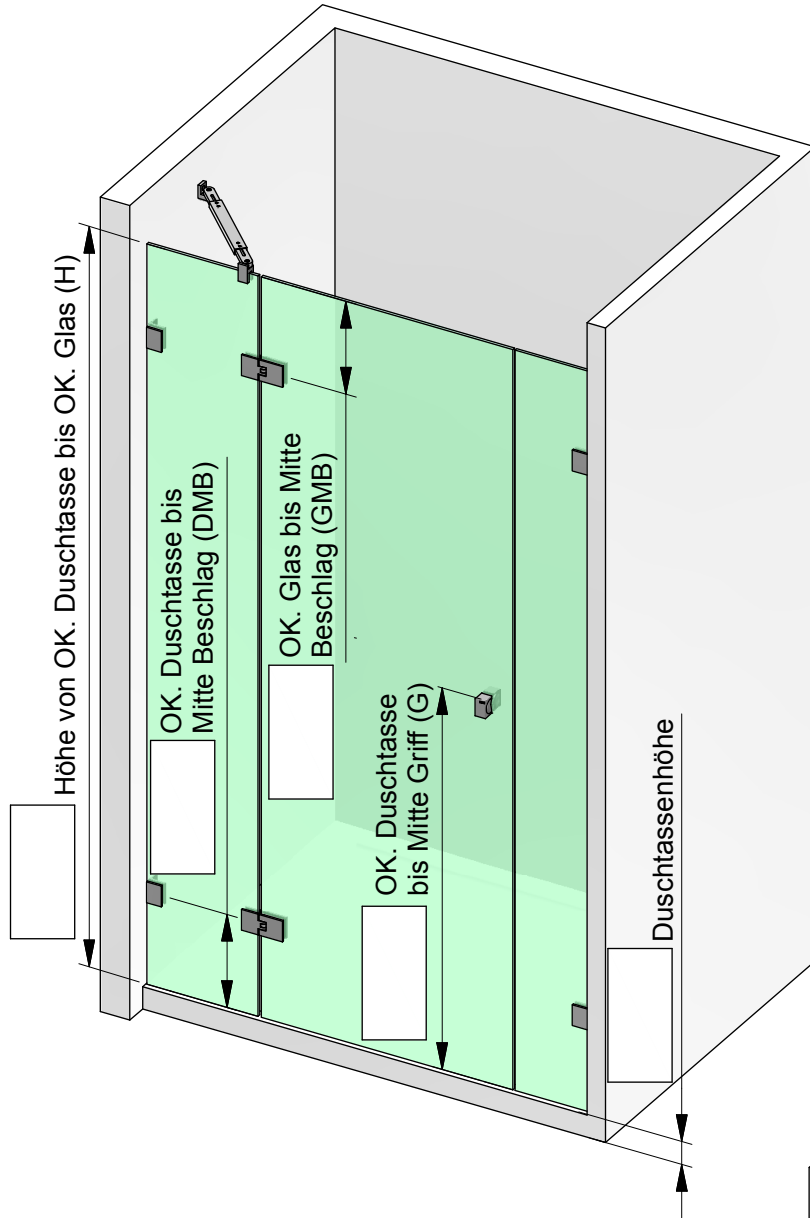 Höhe von OK. Duschtasse bis OK. Glas (H)
OK. Duschtasse bis
Mitte Beschlag (DMB)
OK. Glas bis Mitte
Beschlag (GMB)
OK. Duschtasse
bis Mitte Griff (G)
Duschtassenhöhe